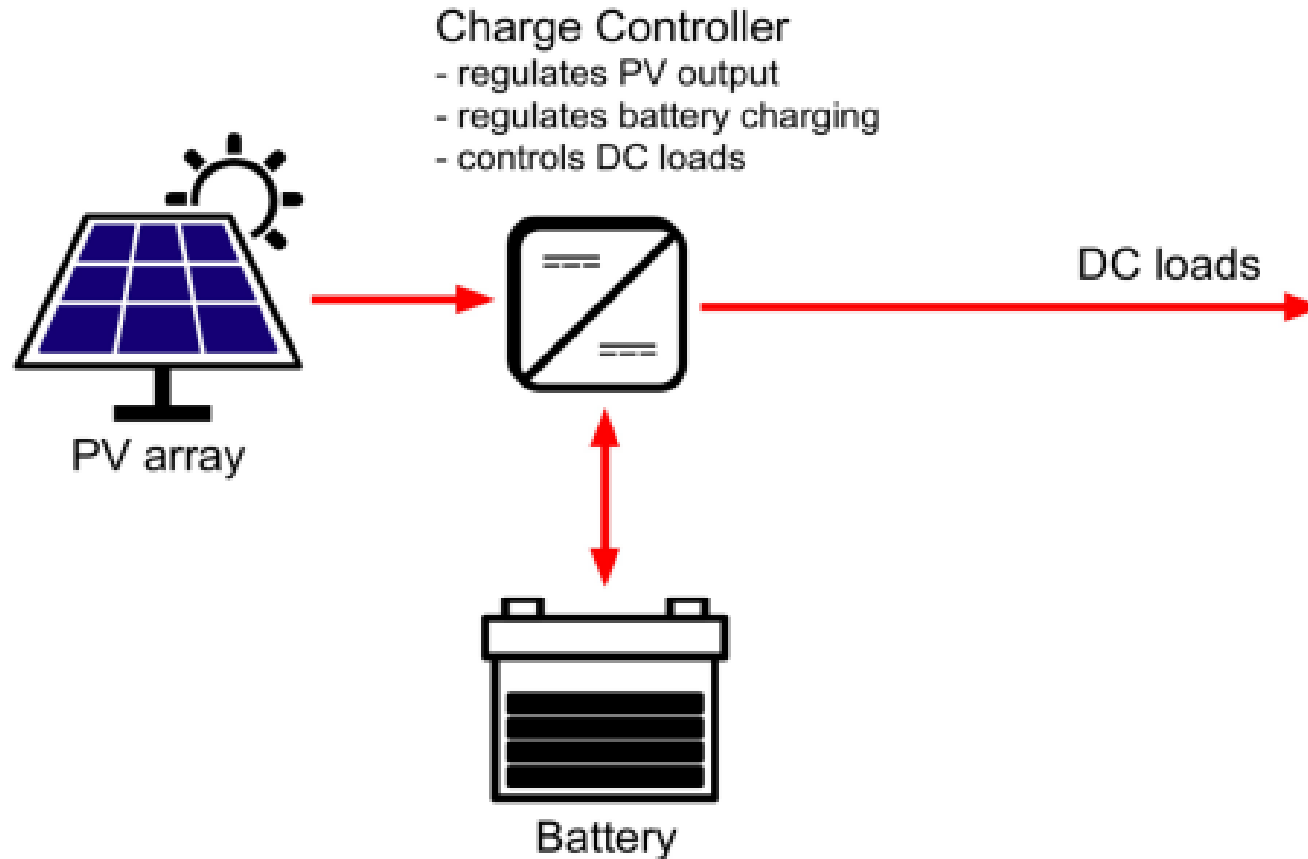 Charge Controller
- regulates PV output
- regulates battery charging
- controls DC loads
DC loads
PV array
Battery